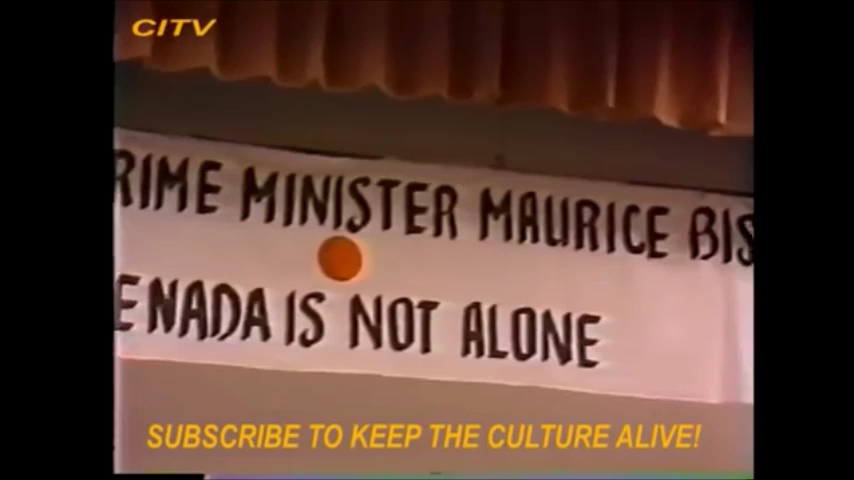 CITV
RIME MINISTER MAURICE BIS
ENADA IS NOT ALONE
SUBSCRIBE TO KEEP THE CULTURE ALIVE!